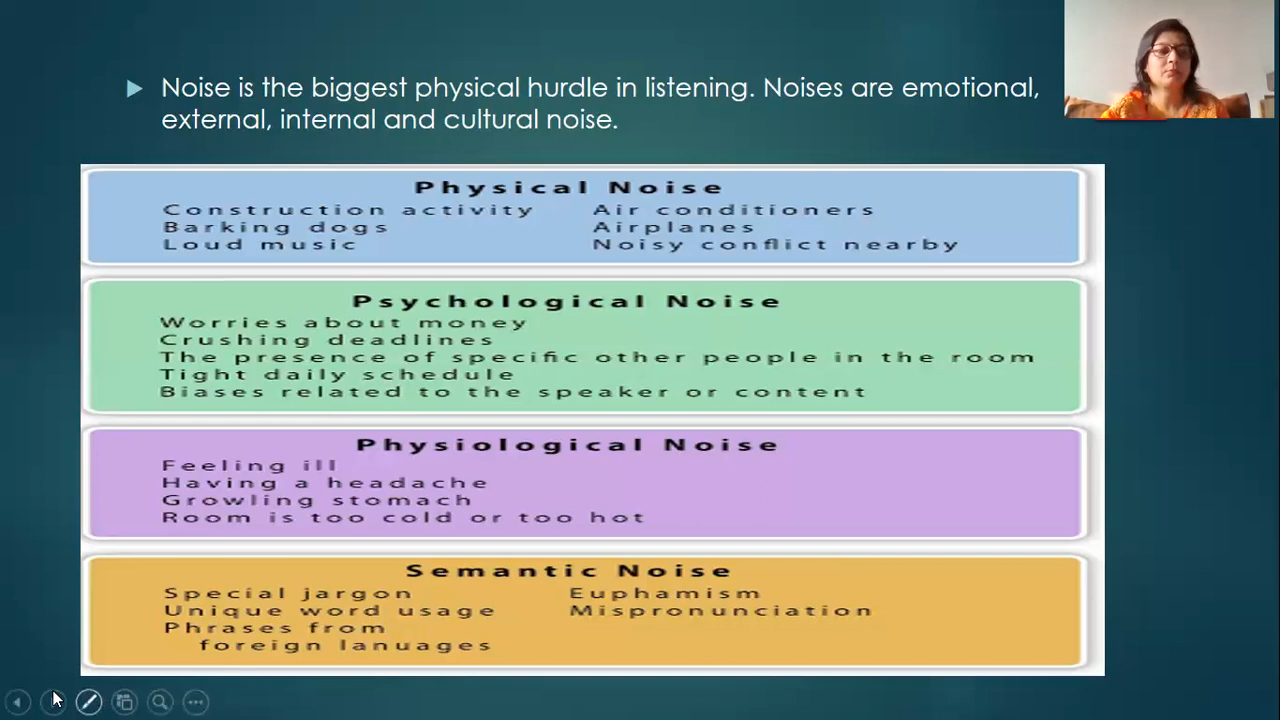 Noise is the biggest physical hurdle in listening. Noises are emotional,
external, internal and cultural noise.
Physical Noise
Construction activity
Barking dogs
Loud music
Air conditioners
Airplanes
Noisy conflict nearby
Psychological Noise
Worries about money
Crushing deadlines
The presence of specific other people in the room
Tight daily schedule
Biases related to the speaker or content
Physiological Noise
Feeling ill
Having a headache
Growling stomach
Room is too cold or too hot
Semantic Noise
Special jargon
Unique word usage
Phrases from
foreign lanuages
Euphamism
Mispronunciation